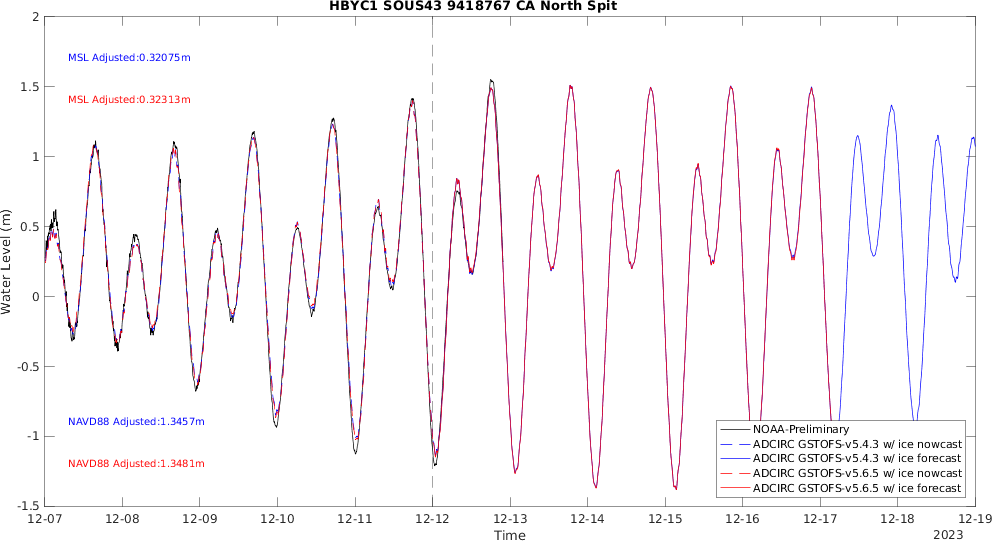 HBYC1 SOUS43 9418767 CA North Spit
2
1.5
1
0.5
0
-0.5
-1
-1.5
Water Level (m)
MSL Adjusted:0.32075m
MSL Adjusted:0.32313m
NAVD88 Adjusted:1.3457m
NAVD88 Adjusted:1.3481m
NOAA-Preliminary
ADCIRC GSTOFS-v5.4.3 w/ ice nowcast
ADCIRC GSTOFS-v5.4.3 w/ ice forecast
ADCIRC GSTOFS-v5.6.5 w/ ice nowcast
ADCIRC GSTOFS-v5.6.5 w/ ice forecast
12-07 12-08 12-09 12-10 12-11 12-12 12-13 12-14 12-15 12-16 12-17 12-18 12-19
Time
2023